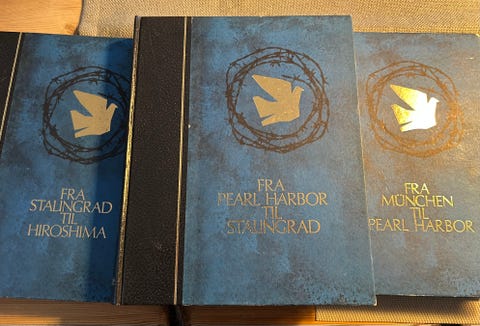 FRA
STALINGRAD
TIL
HIROSHIMA
FRA
PEARL HARBOR
TIL
STALINGRAD
FRA
MÜNCHEN
TIL
PEARL HARBOR